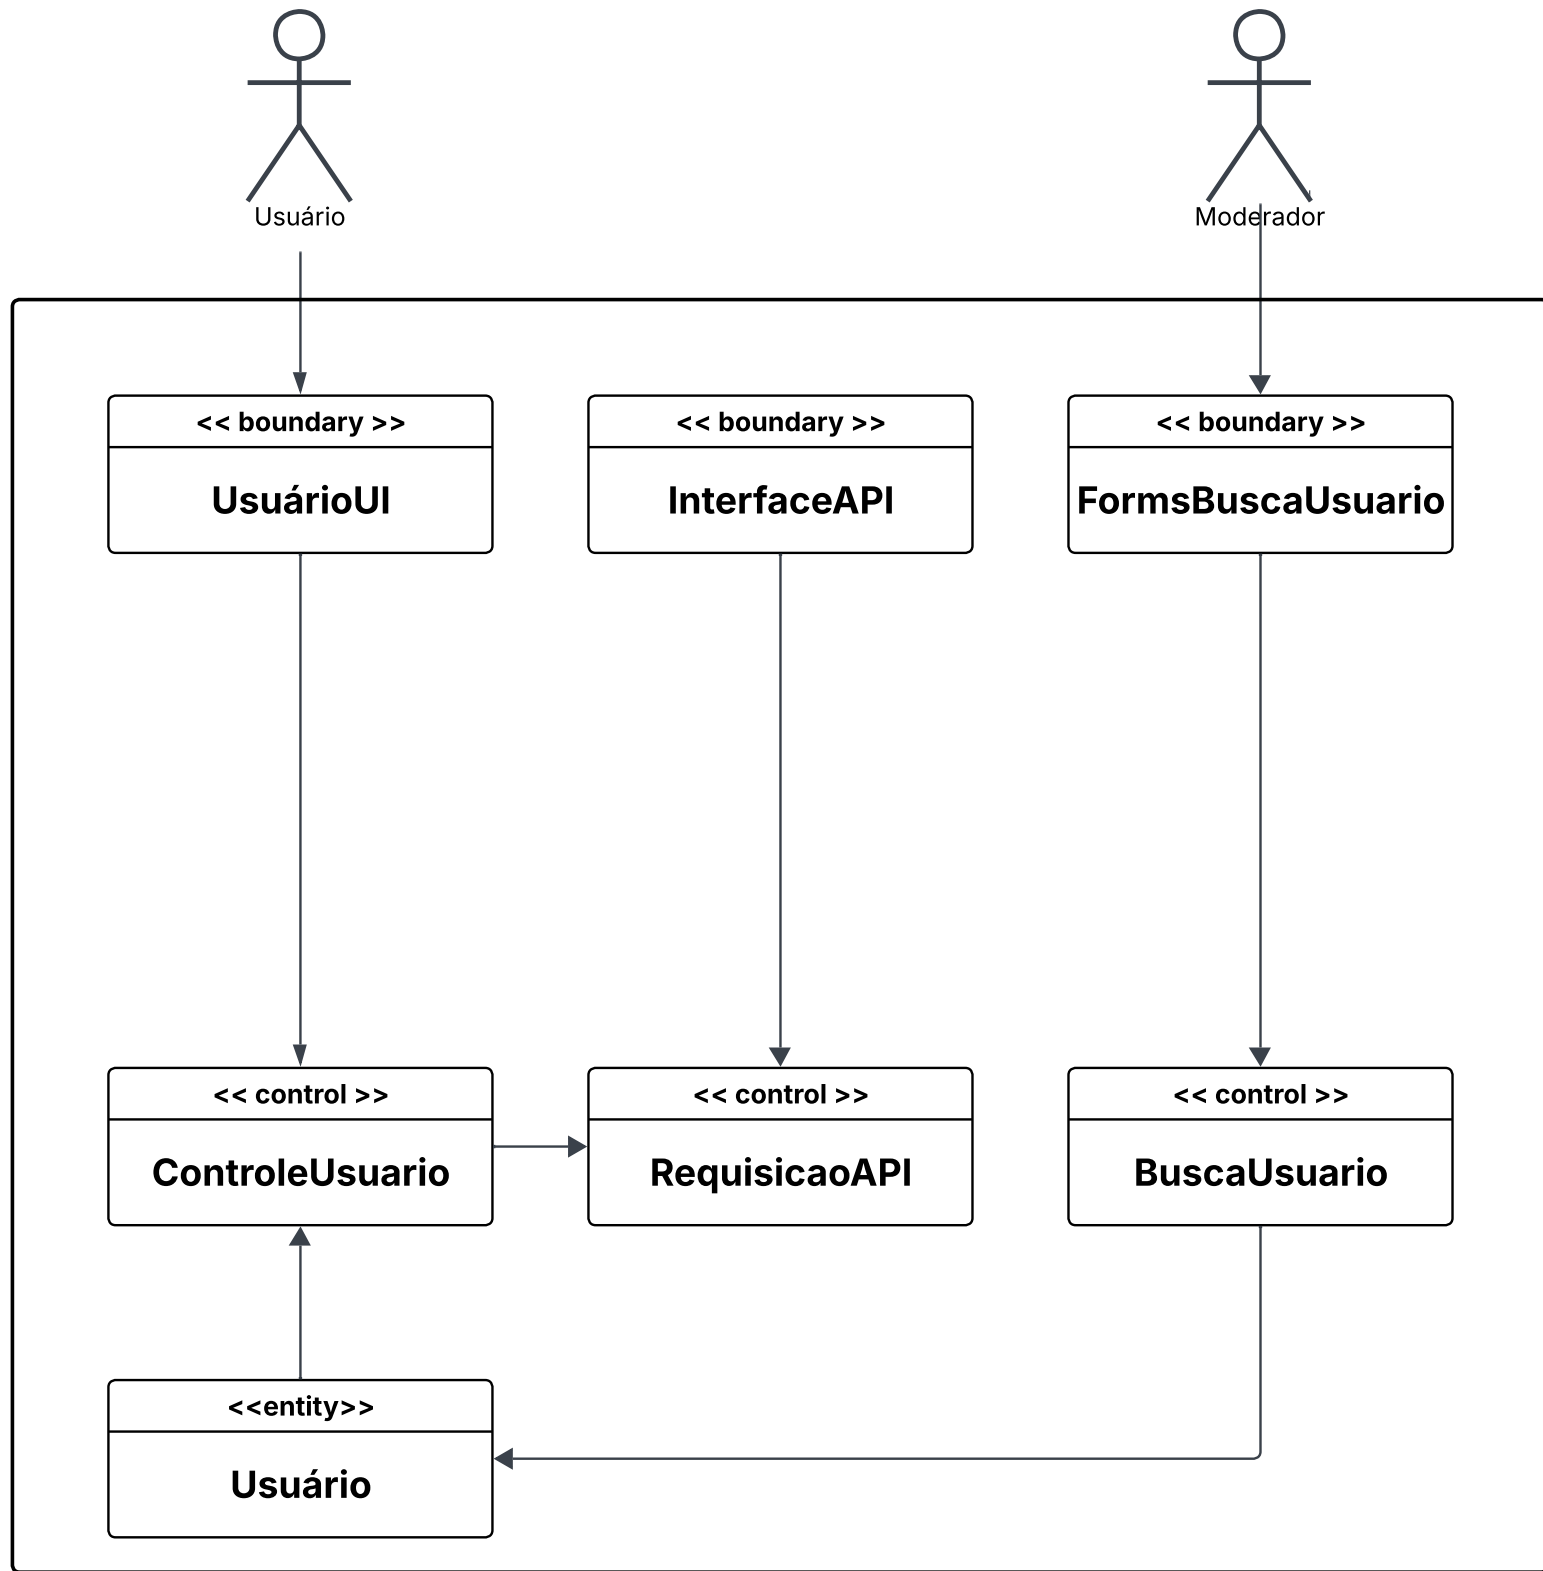 Usuário
Moderador
<< boundary >>
UsuárioUI
<< boundary >>
InterfaceAPI
<< boundary >>
FormsBuscaUsuario
<< control >>
ControleUsuario
<< control >>
RequisicaoAPI
<< control >>
BuscaUsuario
<<entity>>
Usuário